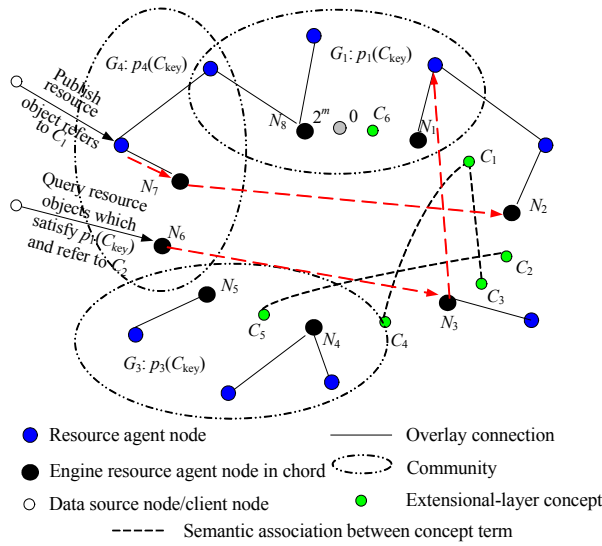 G4: p4(Ckey)
G1: p1(Ckey)
Publish
resource
object refers
to C1
N8
2^m
0
C6
N1
C1
N7
N2
Query resource
objects which
satisfy p1(Ckey)
and refer to C2
N6
C2
C3
N5
C5
N4
C4
N3
G3: p3(Ckey)
Resource agent node
Overlay connection
Engine resource agent node in chord
Community
Data source node/client node
Extensional-layer concept
Semantic association between concept term